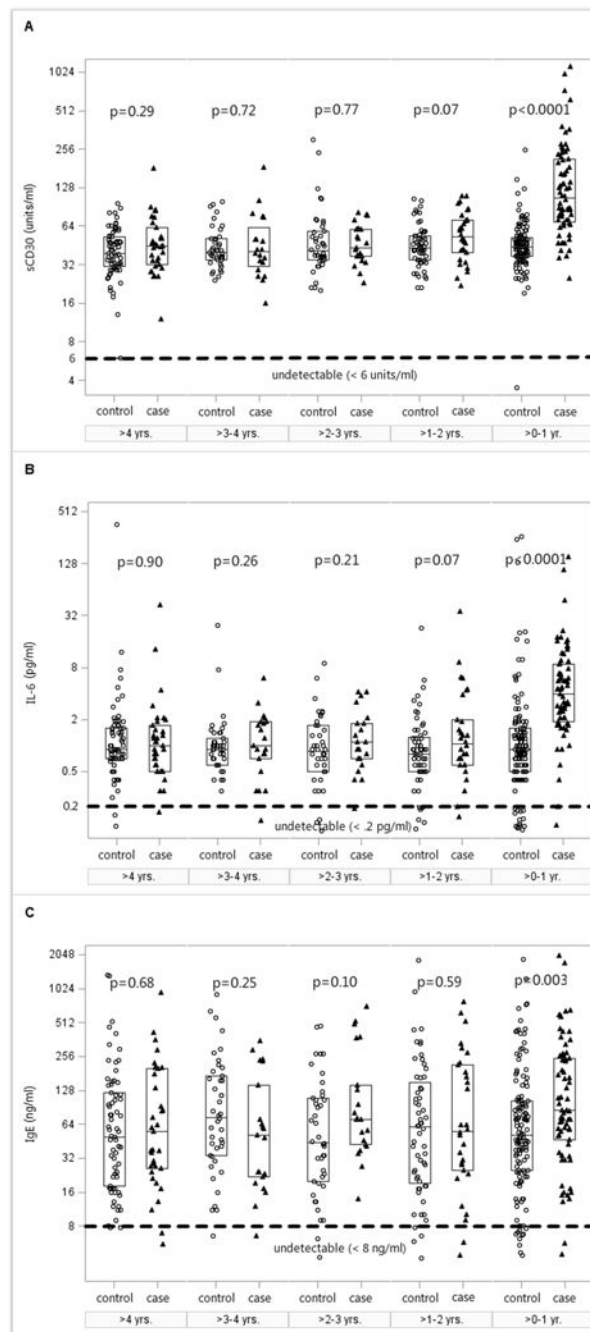 A
1024
512
256
128
64
32
16
8
6
4
sCD30 (units/ml)
p=0.29 p=0.72 p=0.77 p=0.07 p<0.0001
undetectable (< 6 units/ml)
control case control case control case control case control case
>4 yrs. >3-4 yrs. >2-3 yrs. >1-2 yrs. >0-1 yr.
B
512
128
32
8
2
0.5
0.2
IL-6 (pg/ml)
p=0.90 p=0.26 p=0.21 p=0.07 p<0.0001
undetectable (< .2 pg/ml)
control case control case control case control case control case
>4 yrs. >3-4 yrs. >2-3 yrs. >1-2 yrs. >0-1 yr.
C
2048
1024
512
256
128
64
32
16
8
IgE (ng/ml)
p=0.68 p=0.25 p=0.10 p=0.59 p=0.003
undetectable (< 8 ng/ml)
control case control case control case control case control case
>4 yrs. >3-4 yrs. >2-3 yrs. >1-2 yrs. >0-1 yr.